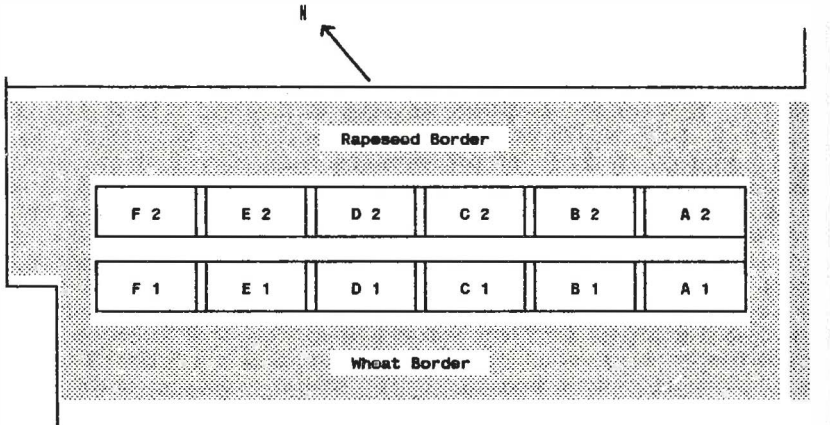 N
Rapeseed Border
F 2 E 2 D 2 C 2 B 2 A 2
F 1 E 1 D 1 C 1 B 1 A 1
Wheat Border